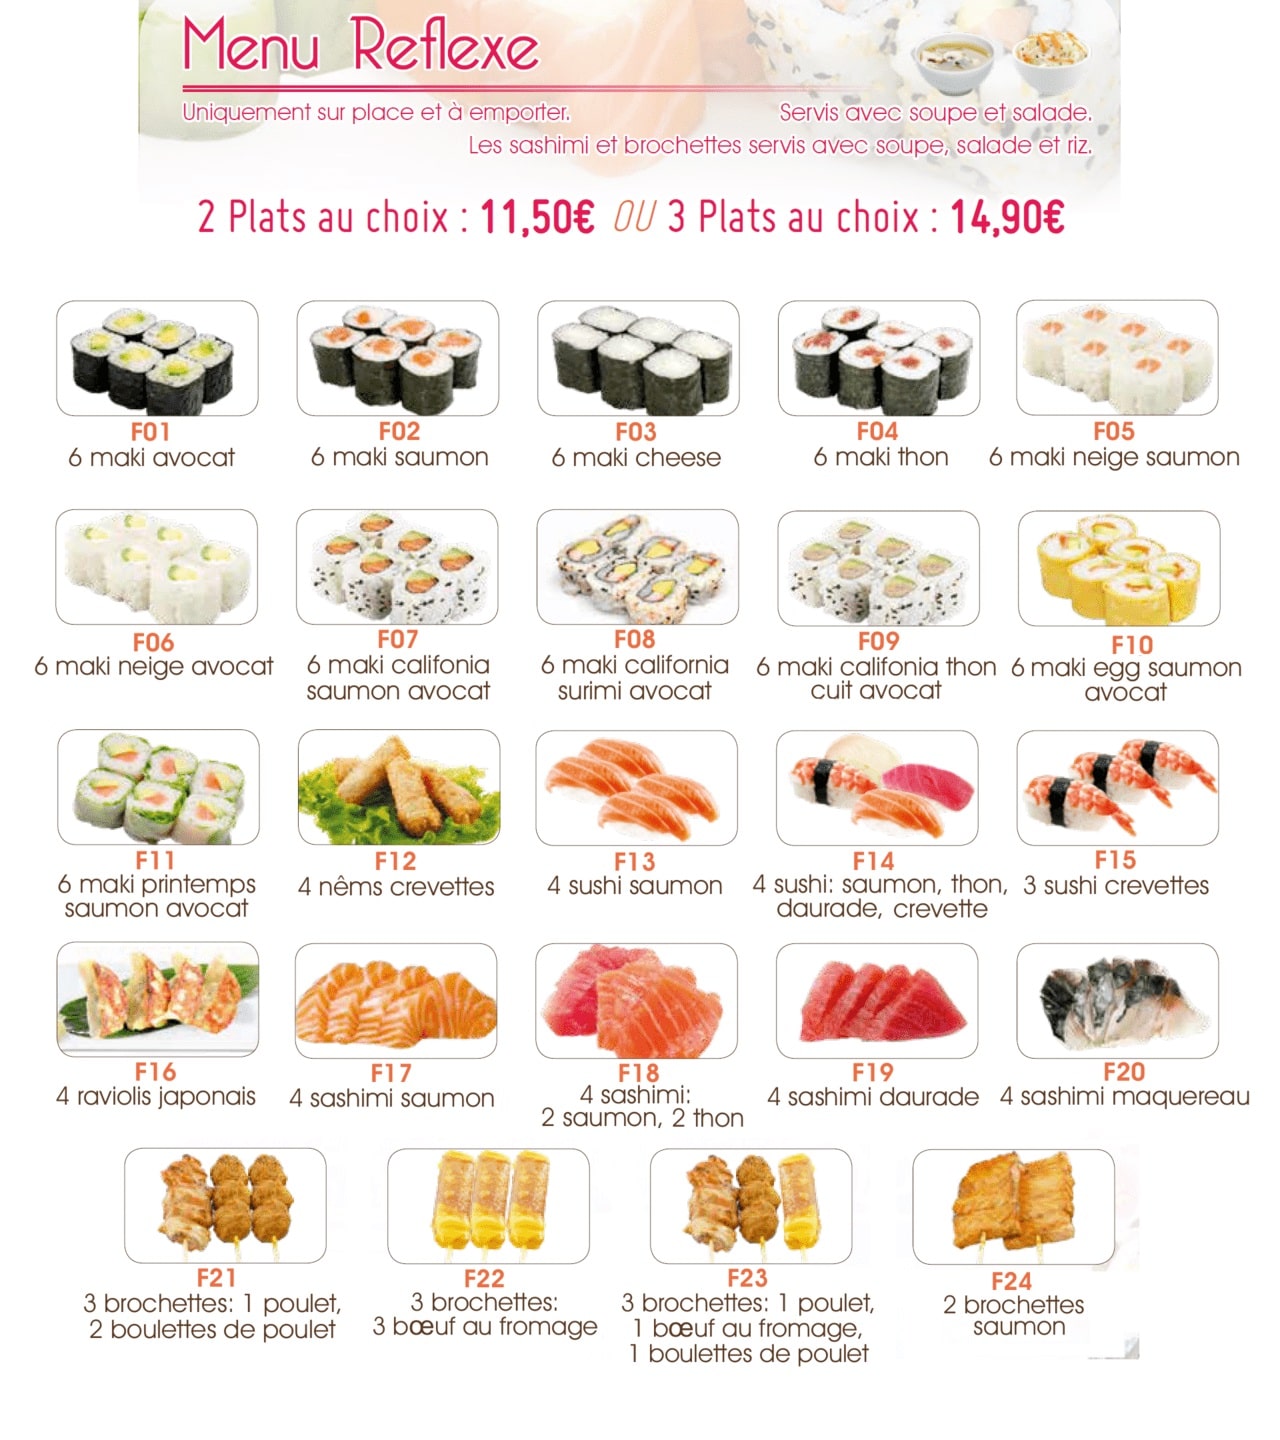 Menu Reflexe
Uniquement sur place et à emporter.
Servis avec soupe et salade.
Les sashimi et brochettes servis avec soupe, salade et riz.
2 Plats au choix : 11,50€ OU 3 Plats au choix : 14,90€
F01
6 maki avocat
F02
6 maki saumon
F03
6 maki cheese
F04
6 maki thon
F05
6 maki neige saumon
F06
6 maki neige avocat
F07
6 maki califonia
saumon avocat
F08
6 maki california
surimi avocat
F09
6 maki califonia thon
cuit avocat
F10
6 maki egg saumon
avocat
F11
6 maki printemps
saumon avocat
F12
4 nêms crevettes
F13
4 sushi saumon
F14
4 sushi: saumon, thon,
daurade, crevette
F15
3 sushi crevettes
F16
4 raviolis japonais
F17
4 sashimi saumon
F18
4 sashimi:
2 saumon, 2 thon
F19
4 sashimi daurade
F20
4 sashimi maquereau
F21
3 brochettes: 1 poulet,
2 boulettes de poulet
F22
3 brochettes:
3 bœuf au fromage
F23
3 brochettes: 1 poulet,
1 bœuf au fromage,
1 boulettes de poulet
F24
2 brochettes
saumon